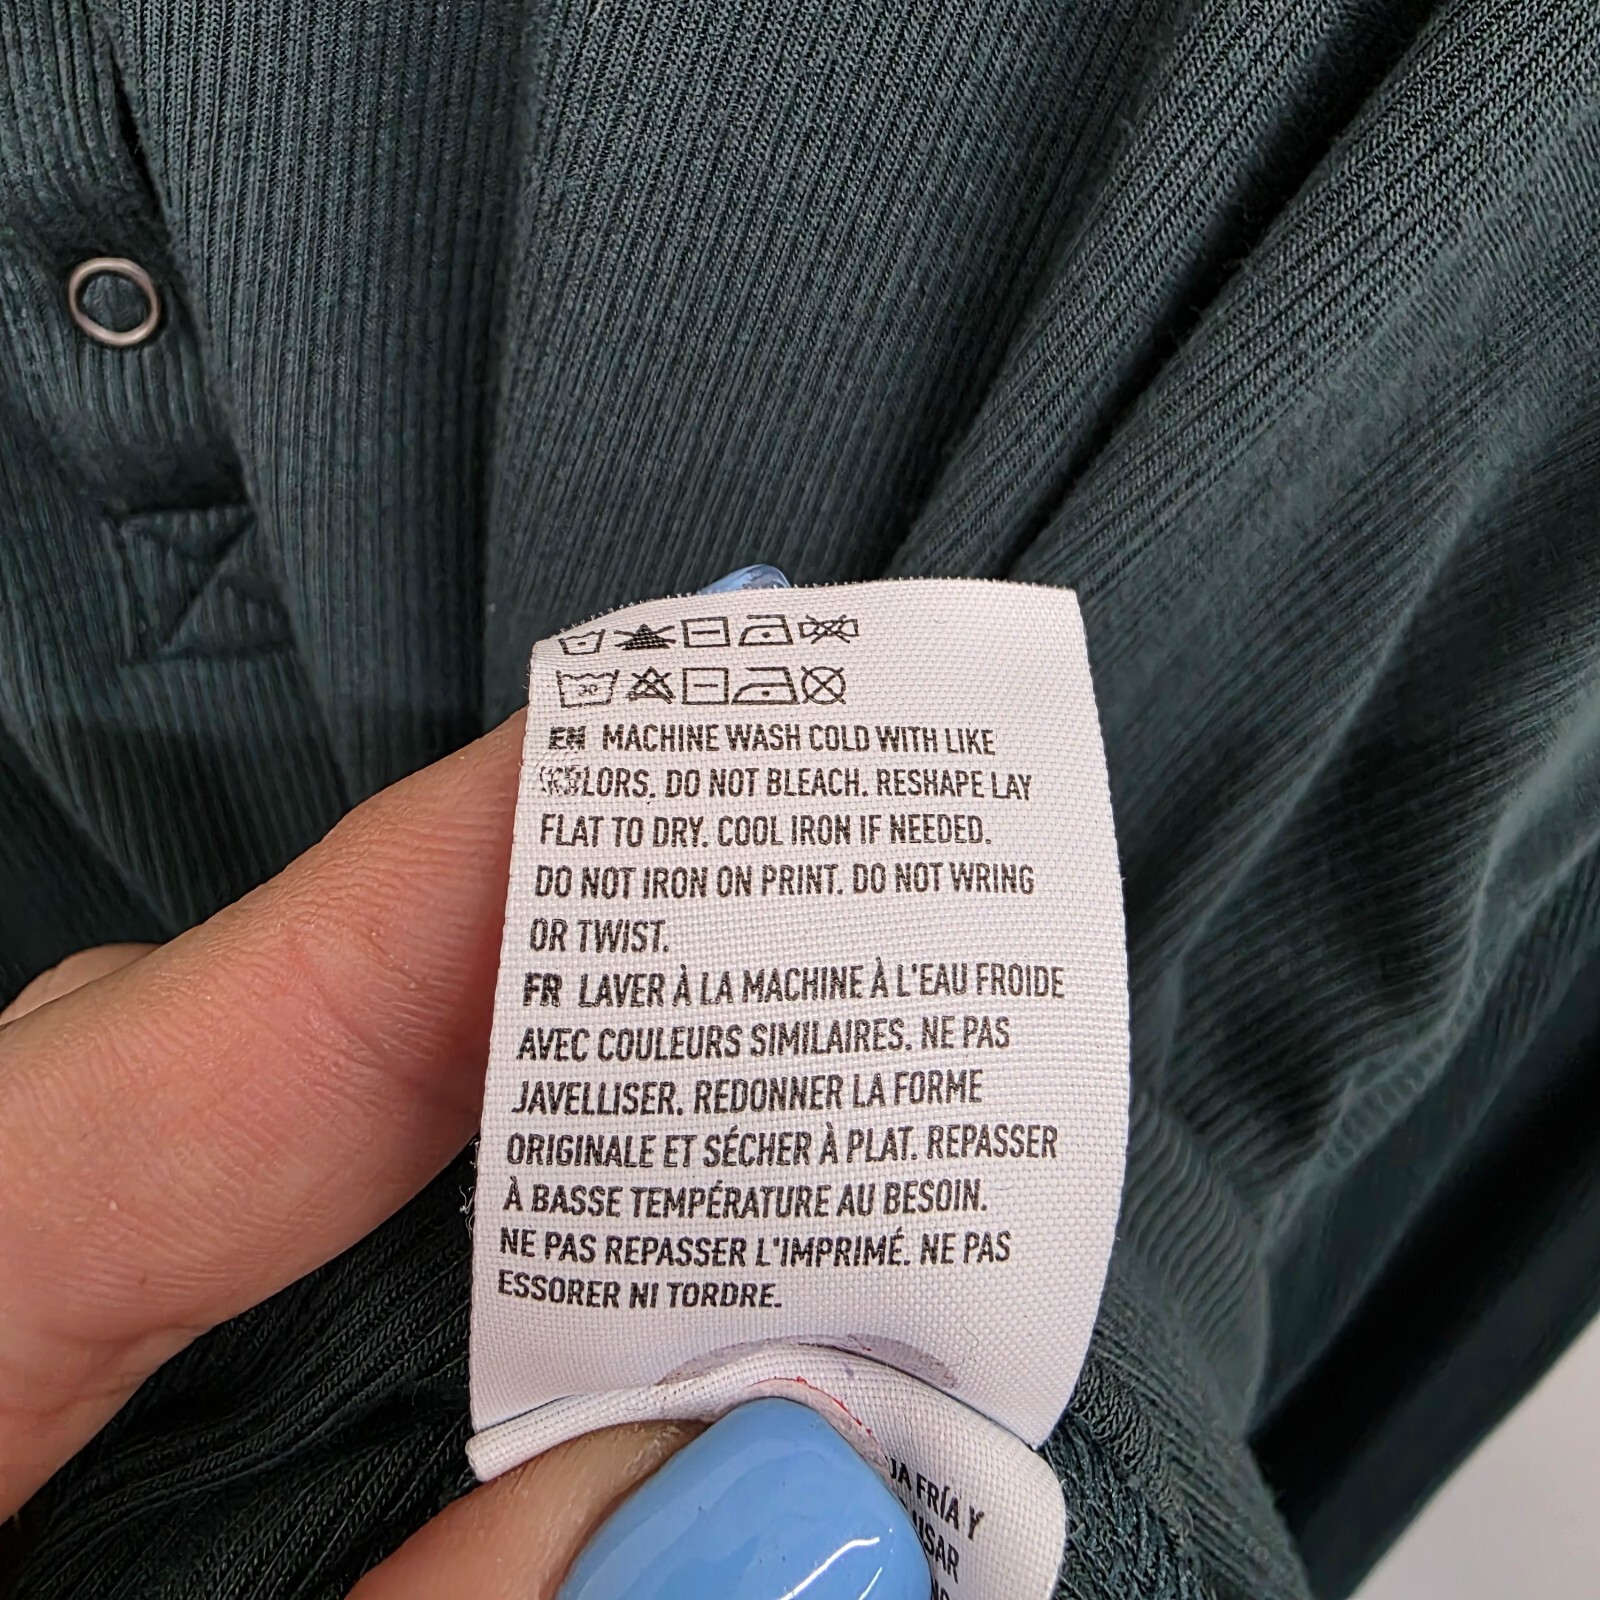 30
EN MACHINE WASH COLD WITH LIKE
COLORS. DO NOT BLEACH. RESHAPE LAY
FLAT TO DRY. COOL IRON IF NEEDED.
DO NOT IRON ON PRINT. DO NOT WRING
OR TWIST.
FR LAVER À LA MACHINE À L'EAU FROIDE
AVEC COULEURS SIMILAIRES. NE PAS
JAVELLISER. REDONNER LA FORME
ORIGINALE ET SÉCHER À PLAT. REPASSER
À BASSE TEMPÉRATURE AU BESOIN.
NE PAS REPASSER L'IMPRIMÉ. NE PAS
ESSORER NI TORDRE.
FRÍA Y
USAR